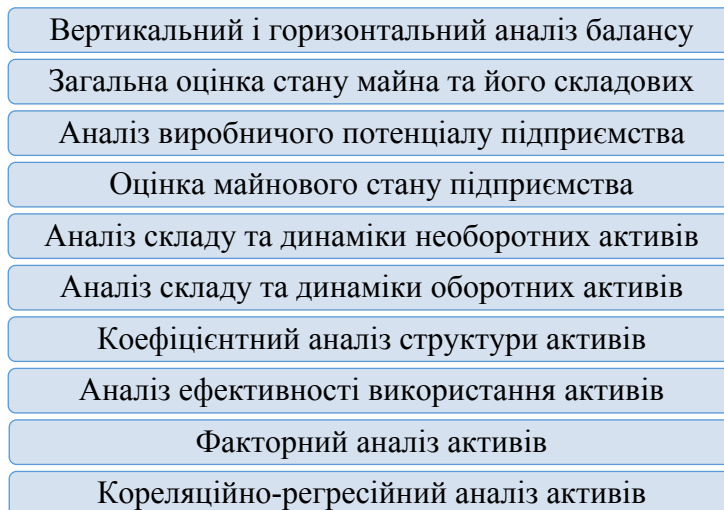 Вертикальний і горизонтальний аналіз балансу
Загальна оцінка стану майна та його складових
Аналіз виробничого потенціалу підприємства
Оцінка майнового стану підприємства
Аналіз складу та динаміки необоротних активів
Аналіз складу та динаміки оборотних активів
Коефіцієнтний аналіз структури активів
Аналіз ефективності використання активів
Факторний аналіз активів
Кореляційно-регресійний аналіз активів